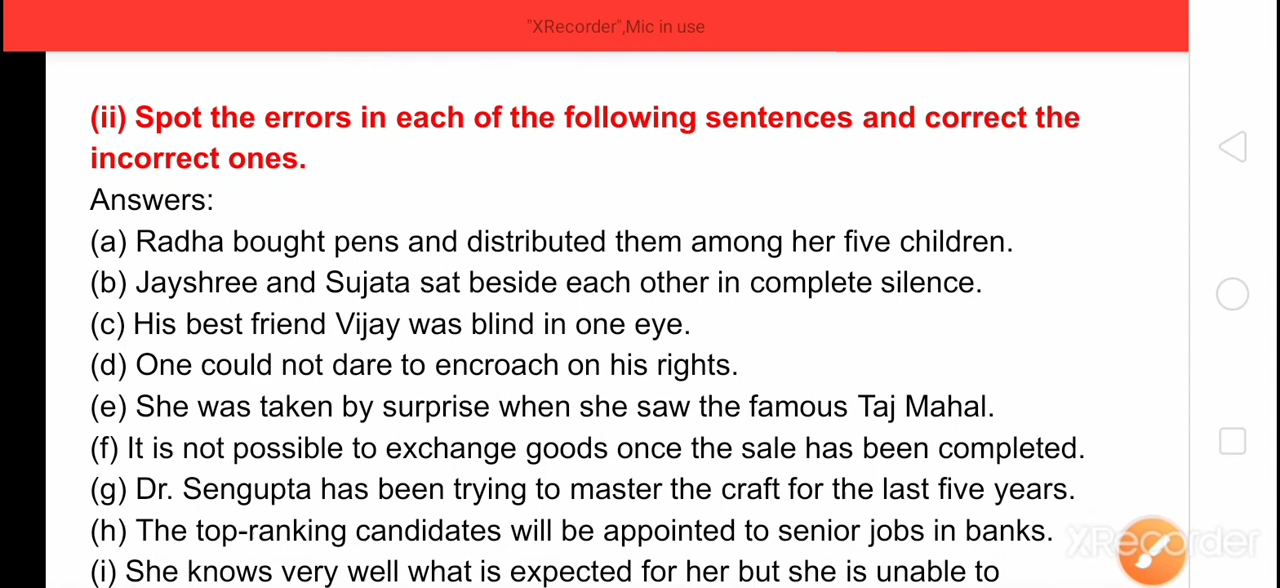 "XRecorder",Mic in use
(ii) Spot the errors in each of the following sentences and correct the
incorrect ones.
Answers:
(a) Radha bought pens and distributed them among her five children.
(b) Jayshree and Sujata sat beside each other in complete silence.
(c) His best friend Vijay was blind in one eye.
(d) One could not dare to encroach on his rights.
(e) She was taken by surprise when she saw the famous Taj Mahal.
(f) It is not possible to exchange goods once the sale has been completed.
(g) Dr. Sengupta has been trying to master the craft for the last five years.
(h) The top-ranking candidates will be appointed to senior jobs in banks.
XRecorder
(i) She knows very well what is expected for her but she is unable to